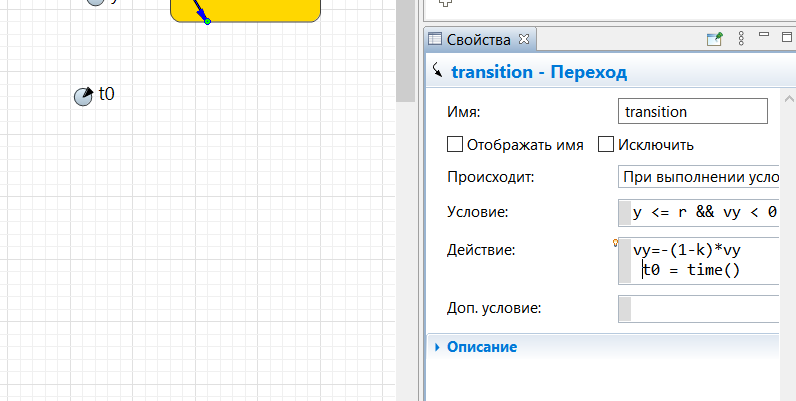 t0
Свойства
transition - Переход
Имя:
transition
Отображать имя
Исключить
Происходит:
При выполнении усло
Условие:
y <= r && vy < 0
Действие:
vy=-(1-k)*vy
t0 = time()
Доп. условие:
Описание